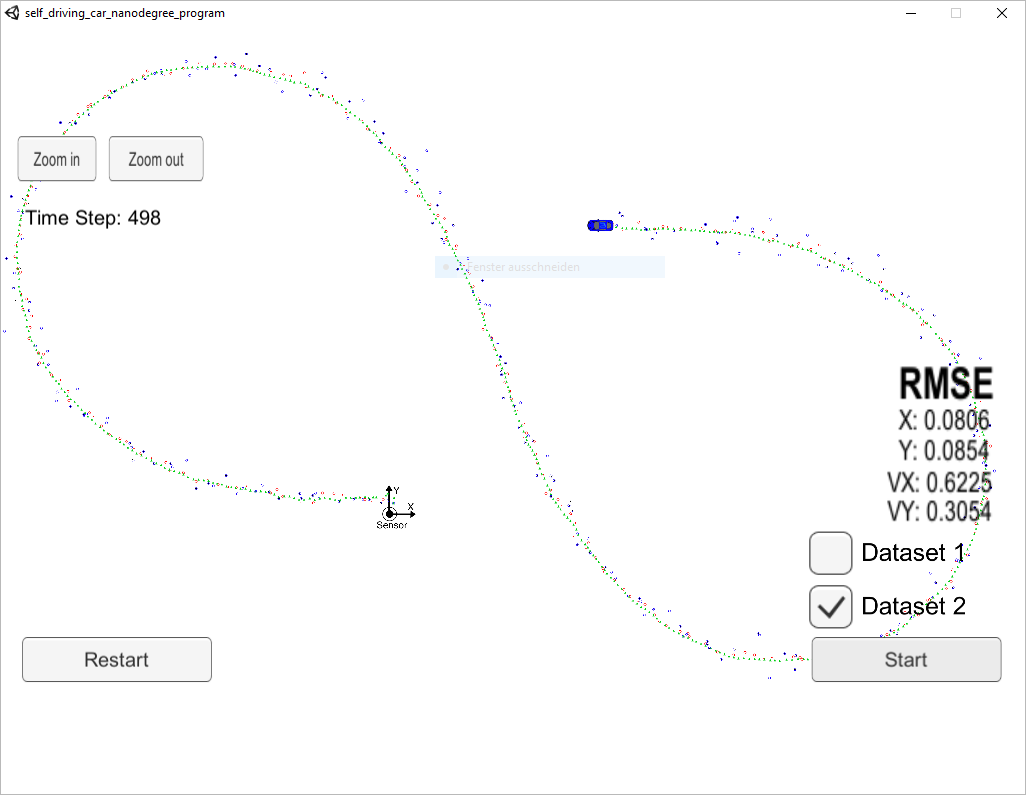 self_driving_car_nanodegree_program
Zoom in
Zoom out
Time Step: 498
Fenster ausschneiden
RMSE
X: 0.0806
Y: 0.0854
VX: 0.6225
VY: 0.3054
Y
X
Sensor
Dataset 1
Dataset 2
Restart
Start